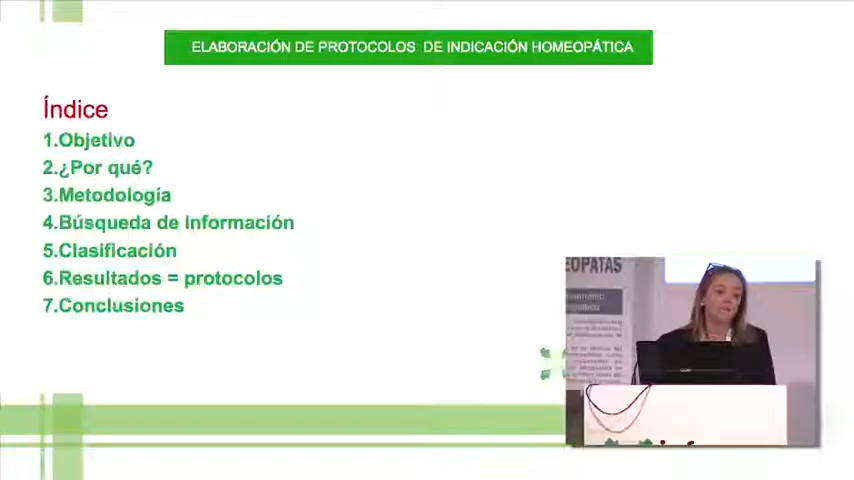 ELABORACIÓN DE PROTOCOLOS DE INDICACIÓN HOMEOPÁTICA
Índice
1.Objetivo
2.¿Por qué?
3.Metodología
4.Búsqueda de información
5.Clasificación
6.Resultados = protocolos
7.Conclusiones
EOPATAS